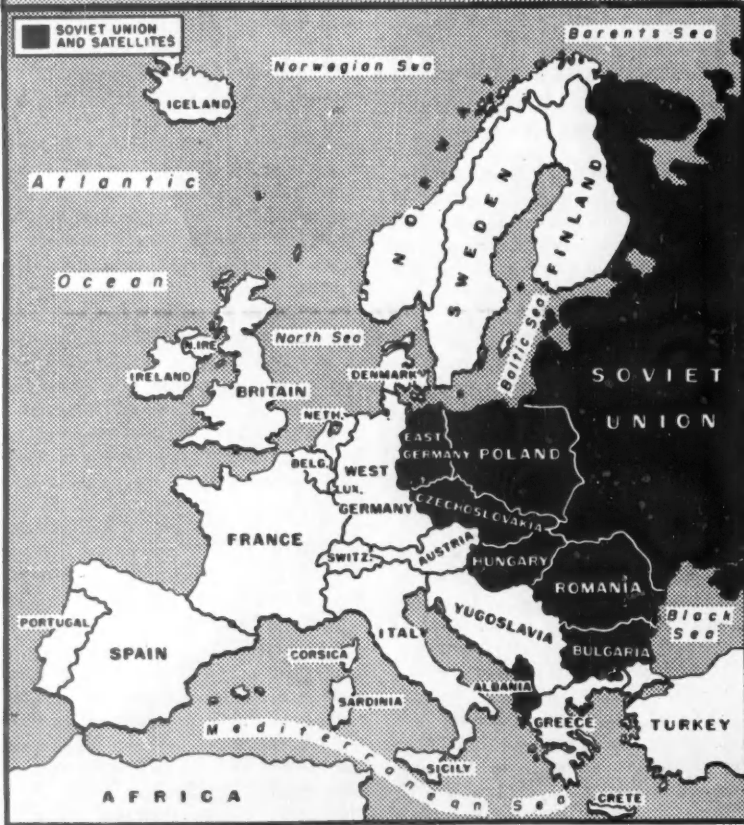 SOVIET UNION
AND SATELLITES
Barents Sea
Norwegian Sea
ICELAND
Atlantic
Ocean
NORWAY
SWEDEN
FINLAND
North Sea
Baltic Sea
N.IRE.
IRELAND
BRITAIN
DENMARK
SOVIET
UNION
NETH.
BELG.
LUX.
WEST
GERMANY
EAST
GERMANY
POLAND
CZECHOSLOVAKIA
FRANCE
SWITZ.
AUSTRIA
HUNGARY
ROMANIA
Black
Sea
PORTUGAL
SPAIN
ITALY
YUGOSLAVIA
BULGARIA
CORSICA
SARDINIA
ALBANIA
GREECE
TURKEY
Mediterranean Sea
SICILY
CRETE
AFRICA